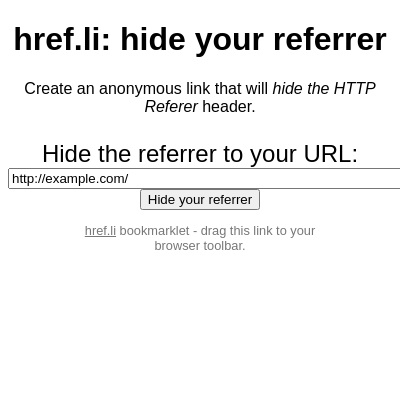 href.li: hide your referrer
Create an anonymous link that will hide the HTTP
Referer header.
Hide the referrer to your URL:
http://example.com/
Hide your referrer
href.li bookmarklet - drag this link to your
browser toolbar.